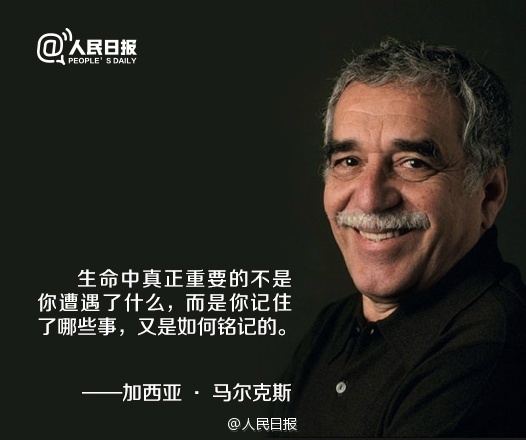 @人民日报
PEOPLE'S DAILY
生命中真正重要的不是
你遭遇了什么，而是你记住
了哪些事，又是如何铭记的。
——加西亚 · 马尔克斯
@人民日报